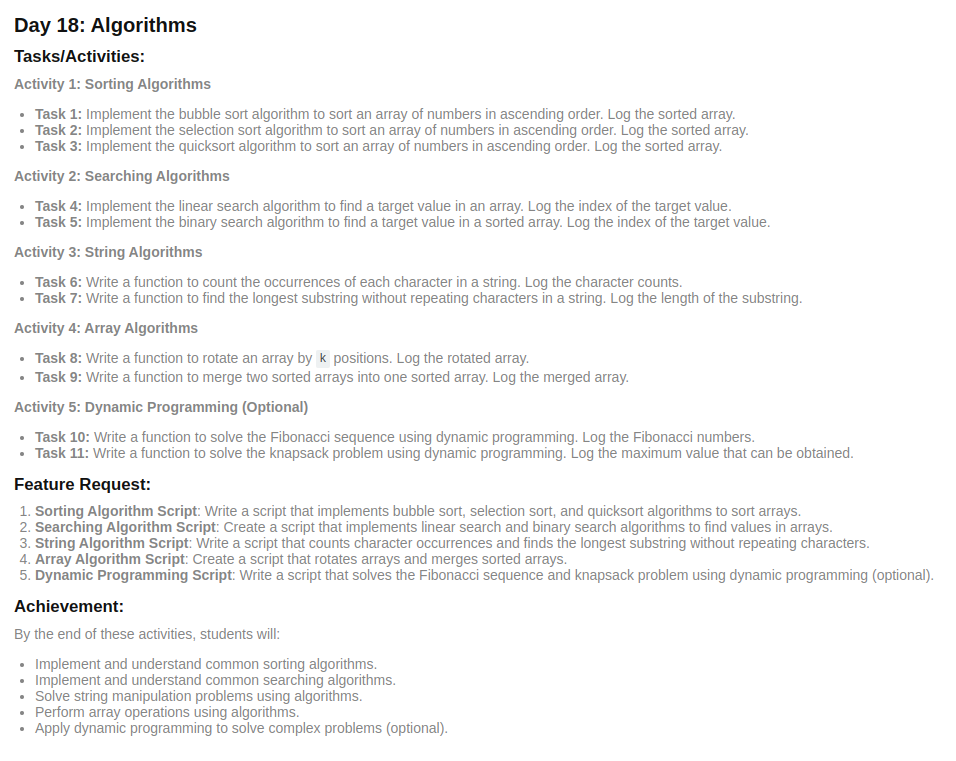 Day 18: Algorithms
Tasks/Activities:
Activity 1: Sorting Algorithms
• Task 1: Implement the bubble sort algorithm to sort an array of numbers in ascending order. Log the sorted array.
• Task 2: Implement the selection sort algorithm to sort an array of numbers in ascending order. Log the sorted array.
• Task 3: Implement the quicksort algorithm to sort an array of numbers in ascending order. Log the sorted array.
Activity 2: Searching Algorithms
• Task 4: Implement the linear search algorithm to find a target value in an array. Log the index of the target value.
• Task 5: Implement the binary search algorithm to find a target value in a sorted array. Log the index of the target value.
Activity 3: String Algorithms
• Task 6: Write a function to count the occurrences of each character in a string. Log the character counts.
• Task 7: Write a function to find the longest substring without repeating characters in a string. Log the length of the substring.
Activity 4: Array Algorithms
• Task 8: Write a function to rotate an array by k positions. Log the rotated array.
• Task 9: Write a function to merge two sorted arrays into one sorted array. Log the merged array.
Activity 5: Dynamic Programming (Optional)
• Task 10: Write a function to solve the Fibonacci sequence using dynamic programming. Log the Fibonacci numbers.
• Task 11: Write a function to solve the knapsack problem using dynamic programming. Log the maximum value that can be obtained.
Feature Request:
1. Sorting Algorithm Script: Write a script that implements bubble sort, selection sort, and quicksort algorithms to sort arrays.
2. Searching Algorithm Script: Create a script that implements linear search and binary search algorithms to find values in arrays.
3. String Algorithm Script: Write a script that counts character occurrences and finds the longest substring without repeating characters.
4. Array Algorithm Script: Create a script that rotates arrays and merges sorted arrays.
5. Dynamic Programming Script: Write a script that solves the Fibonacci sequence and knapsack problem using dynamic programming (optional).
Achievement:
By the end of these activities, students will:
• Implement and understand common sorting algorithms.
• Implement and understand common searching algorithms.
• Solve string manipulation problems using algorithms.
• Perform array operations using algorithms.
• Apply dynamic programming to solve complex problems (optional).